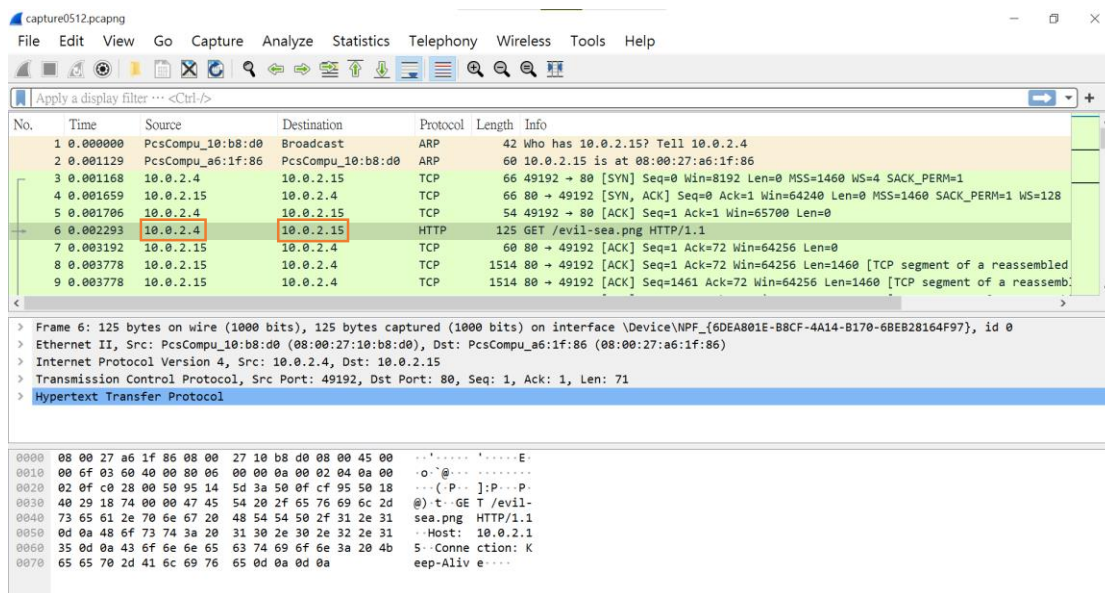 capture0512.pcapng
File Edit View Go Capture Analyze Statistics Telephony Wireless Tools Help
Apply a display filter ··· <Ctrl-/>
No. Time Source Destination Protocol Length Info
1 0.000000 PcsCompu_10:b8:d0 Broadcast ARP 42 Who has 10.0.2.15? Tell 10.0.2.4
2 0.001129 PcsCompu_a6:1f:86 PcsCompu_10:b8:d0 ARP 60 10.0.2.15 is at 08:00:27:a6:1f:86
3 0.001168 10.0.2.4 10.0.2.15 TCP 66 49192 → 80 [SYN] Seq=0 Win=8192 Len=0 MSS=1460 WS=4 SACK_PERM=1
4 0.001659 10.0.2.15 10.0.2.4 TCP 66 80 → 49192 [SYN, ACK] Seq=0 Ack=1 Win=64240 Len=0 MSS=1460 SACK_PERM=1 WS=128
5 0.001706 10.0.2.4 10.0.2.15 TCP 54 49192 → 80 [ACK] Seq=1 Ack=1 Win=65700 Len=0
6 0.002293 10.0.2.4 10.0.2.15 HTTP 125 GET /evil-sea.png HTTP/1.1
7 0.003192 10.0.2.15 10.0.2.4 TCP 60 80 → 49192 [ACK] Seq=1 Ack=72 Win=64256 Len=0
8 0.003778 10.0.2.15 10.0.2.4 TCP 1514 80 → 49192 [ACK] Seq=1 Ack=72 Win=64256 Len=1460 [TCP segment of a reassembled
9 0.003778 10.0.2.15 10.0.2.4 TCP 1514 80 → 49192 [ACK] Seq=1461 Ack=72 Win=64256 Len=1460 [TCP segment of a reassemb
> Frame 6: 125 bytes on wire (1000 bits), 125 bytes captured (1000 bits) on interface \Device\NPF_{6DEA801E-B8CF-4A14-B170-6BEB28164F97}, id 0
> Ethernet II, Src: PcsCompu_10:b8:d0 (08:00:27:10:b8:d0), Dst: PcsCompu_a6:1f:86 (08:00:27:a6:1f:86)
> Internet Protocol Version 4, Src: 10.0.2.4, Dst: 10.0.2.15
> Transmission Control Protocol, Src Port: 49192, Dst Port: 80, Seq: 1, Ack: 1, Len: 71
> Hypertext Transfer Protocol
0000 08 00 27 a6 1f 86 08 00 27 10 b8 d0 08 00 45 00 ··'····· '·····E·
0010 00 6f 03 60 40 00 80 06 00 00 0a 00 02 04 0a 00 ·o·`@··· ········
0020 02 0f c0 28 00 50 95 14 5d 3a 50 0f cf 95 50 18 ···(·P·· ]:P···P·
0030 40 29 18 74 00 00 47 45 54 20 2f 65 76 69 6c 2d @)·t··GE T /evil-
0040 73 65 61 2e 70 6e 67 20 48 54 54 50 2f 31 2e 31 sea.png HTTP/1.1
0050 0d 0a 48 6f 73 74 3a 20 31 30 2e 30 2e 32 2e 31 ··Host: 10.0.2.1
0060 35 0d 0a 43 6f 6e 6e 65 63 74 69 6f 6e 3a 20 4b 5··Conne ction: K
0070 65 65 70 2d 41 6c 69 76 65 0d 0a 0d 0a eep-Aliv e····